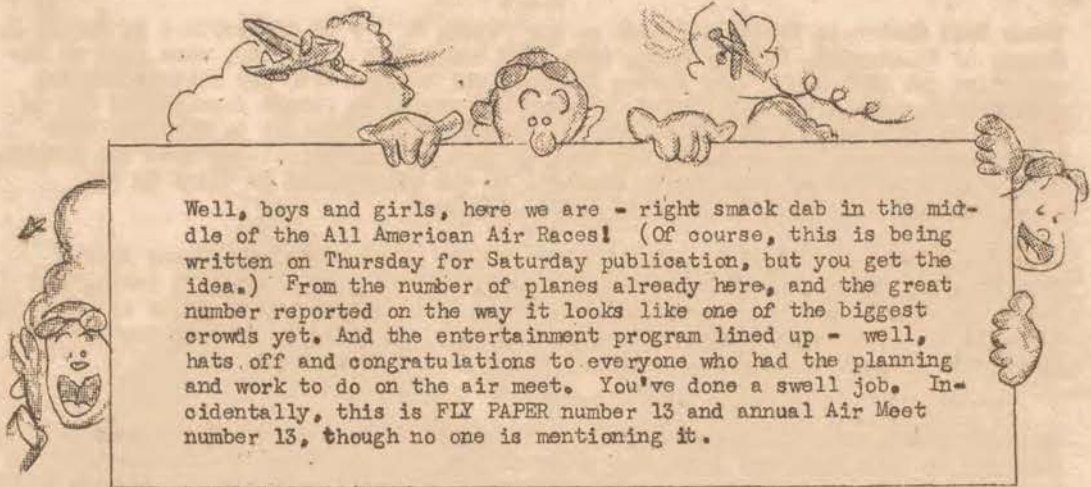 Well, boys and girls, here we are - right smack dab in the mid-
dle of the All American Air Races! (Of course, this is being
written on Thursday for Saturday publication, but you get the
idea.) From the number of planes already here, and the great
number reported on the way it looks like one of the biggest
crowds yet. And the entertainment program lined up - well,
hats off and congratulations to everyone who had the planning
and work to do on the air meet. You've done a swell job. In-
cidentally, this is FLY PAPER number 13 and annual Air Meet
number 13, though no one is mentioning it.